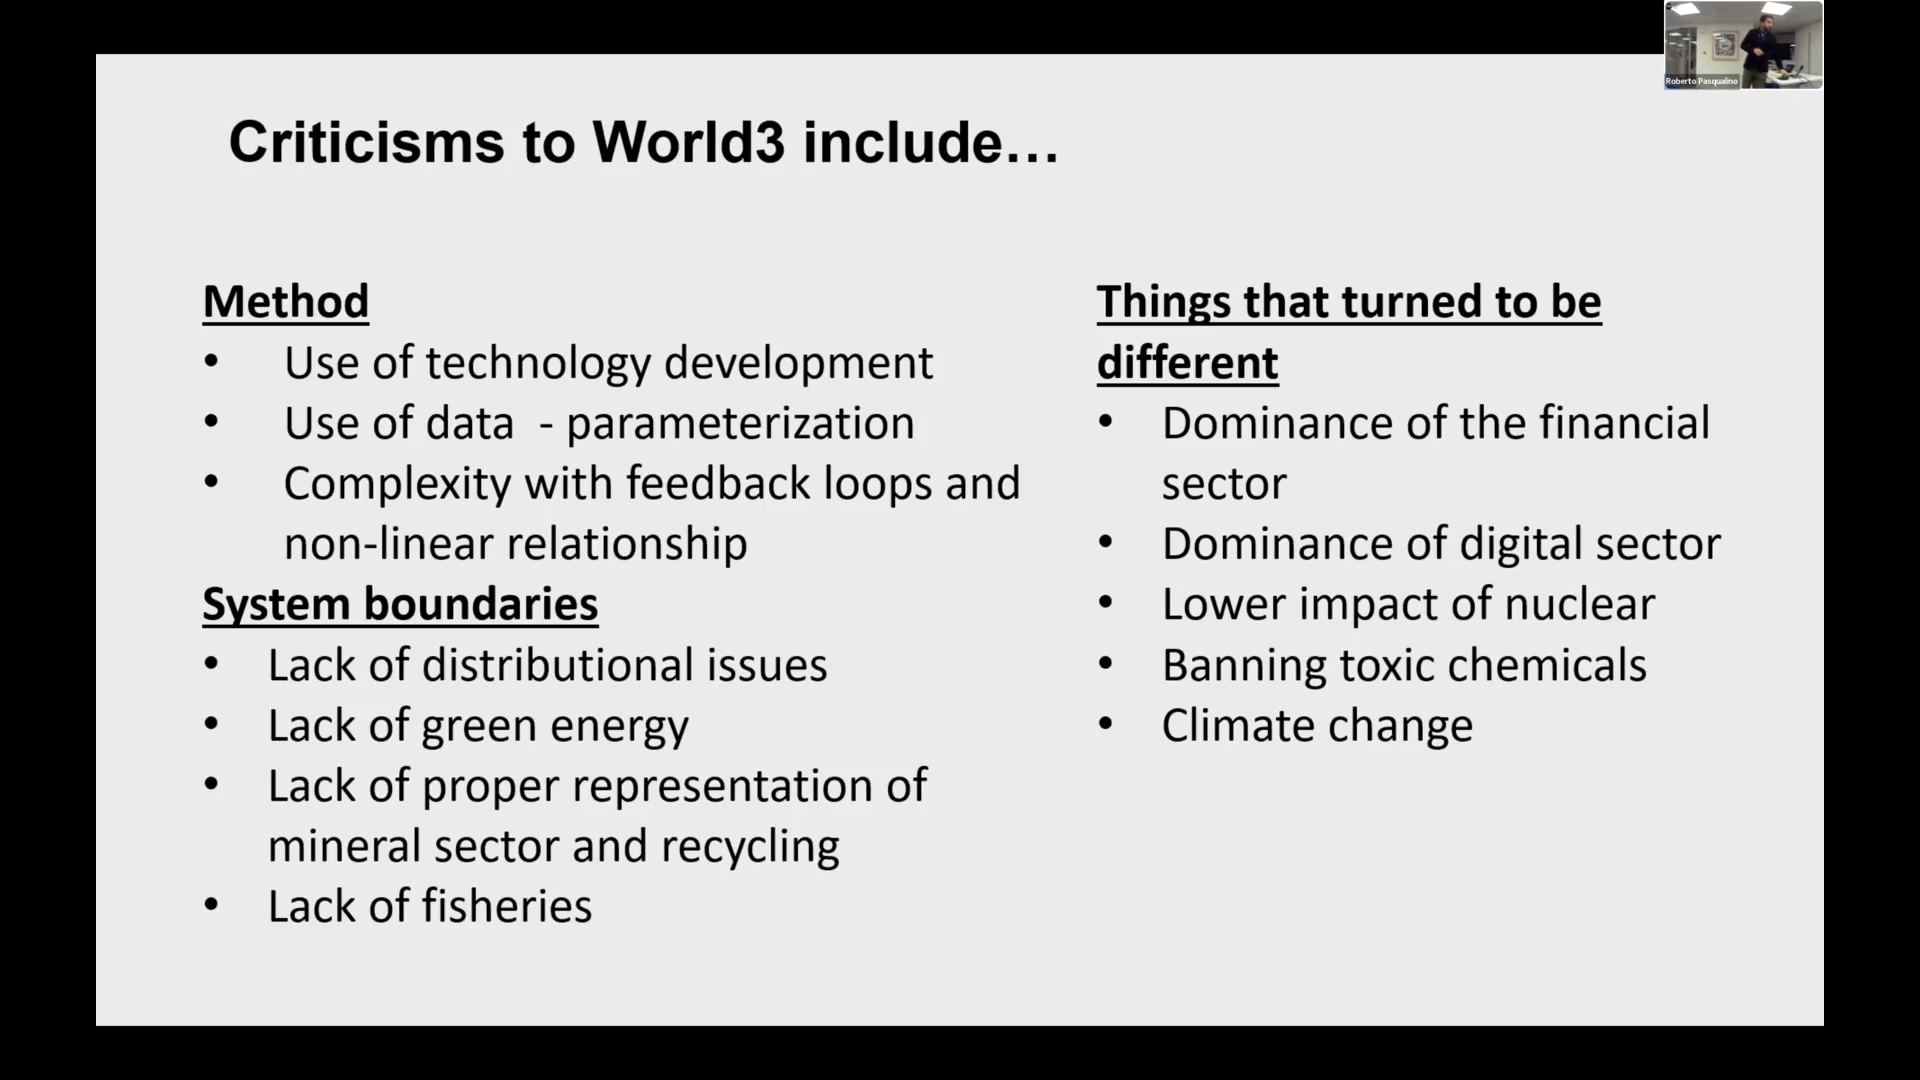 Roberto Pasqualino
Criticisms to World3 include…
Method
• Use of technology development
• Use of data - parameterization
• Complexity with feedback loops and
non-linear relationship
System boundaries
• Lack of distributional issues
• Lack of green energy
• Lack of proper representation of
mineral sector and recycling
• Lack of fisheries
Things that turned to be
different
• Dominance of the financial
sector
• Dominance of digital sector
• Lower impact of nuclear
• Banning toxic chemicals
• Climate change